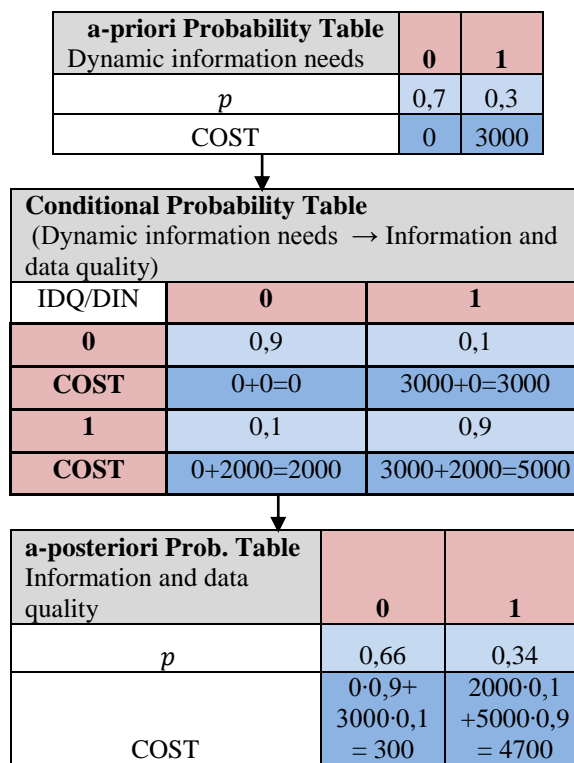 a-priori Probability Table
Dynamic information needs 0 1
p 0,7 0,3
COST 0 3000
Conditional Probability Table
(Dynamic information needs → Information and
data quality)
IDQ/DIN 0 1
0 0,9 0,1
COST 0+0=0 3000+0=3000
1 0,1 0,9
COST 0+2000=2000 3000+2000=5000
a-posteriori Prob. Table
Information and data
quality 0 1
p 0,66 0,34
0·0,9+ 2000·0,1
3000·0,1 +5000·0,9
COST = 300 = 4700